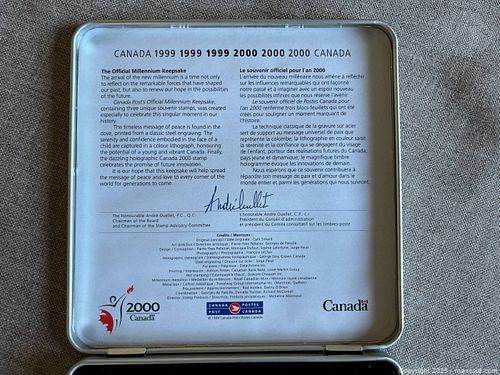 CANADA 1999 1999 1999 2000 2000 2000 CANADA
The Official Millennium Keepsake
The arrival of the new millennium is a time not only
to reflect on the remarkable forces that have shaped
our past, but also to renew our hope in the possibilities
of the future.
Canada Post's Official Millennium Keepsake,
containing three unique souvenir stamps, was created
especially to celebrate this singular moment in our
history.
The timeless message of peace is found in the
dove, printed from a classic steel engraving. The
serenity and confidence embodied in the face of a
child are captured in a colour lithograph, honouring
the potential of a young and vibrant Canada. Finally,
the dazzling holographic Canada 2000 stamp
celebrates the promise of future innovation.
It is our hope that this keepsake will help spread
the message of peace and love to every corner of the
world for generations to come.
Le souvenir officiel pour l'an 2000
L'arrivée du nouveau millénaire nous amène à réfléchir
sur les influences remarquables qui ont façonné
notre passé et à imaginer avec un espoir nouveau
les possibilités infinies que nous réserve l'avenir.
Le souvenir officiel de Postes Canada pour
l'an 2000 renferme trois blocs-feuillets qui ont été
créés pour souligner un moment marquant de
l'histoire.
La technique classique de la gravure sur acier
sert de support au message universel de paix que
représente la colombe; la lithographie en couleur
la sérénité et la confiance qui se dégagent du visage
de l'enfant, porteur des réalisations futures du Canada,
pays jeune et dynamique; le magnifique timbre
holographique évoque les innovations de demain.
Nous espérons que ce souvenir contribuera à
répandre son message de paix et d'amour dans le
monde entier et parmi les générations qui nous suivront.
André Ouellet
The Honourable André Ouellet, P.C., Q.C.
Chairman of the Board
and Chairman of the Stamp Advisory Committee
L'honorable André Ouellet, C.P., c.r.
Président du Conseil d'administration
et président du Comité consultatif sur les timbres-poste
Credits / Mentions :
2000
Canada
CANADA POSTES
POST CANADA
© 1999 Canada Post / Postes Canada
Canada
copyright 2025 - maxsold.com